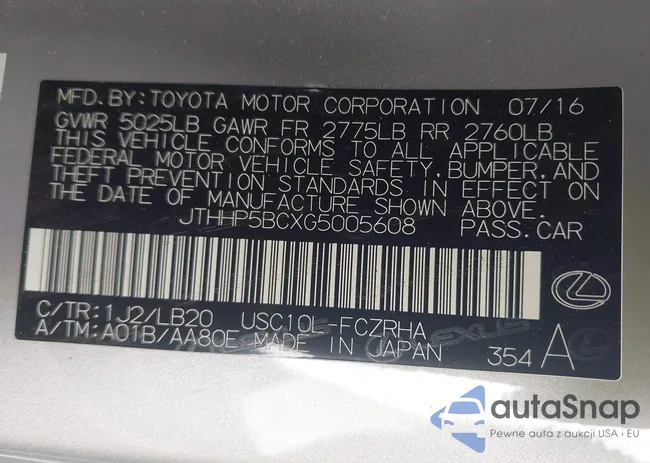 MFD.BY:TOYOTA MOTOR CORPORATION 07/16
GVWR 5025LB GAWR FR 2775LB RR 2760LB
THIS VEHICLE CONFORMS TO ALL APPLICABLE
FEDERAL MOTOR VEHICLE SAFETY,BUMPER,AND
THEFT PREVENTION STANDARDS IN EFFECT ON
THE DATE OF MANUFACTURE SHOWN ABOVE.
JTHHP5BCXG5005608 PASS.CAR
C/TR:1J2/LB20 USC10L-FCZRHA
A/TM:A01B/AA80E MADE IN JAPAN 354 A
LEXUS
autaSnap
Pewne auta z aukcji USA i EU